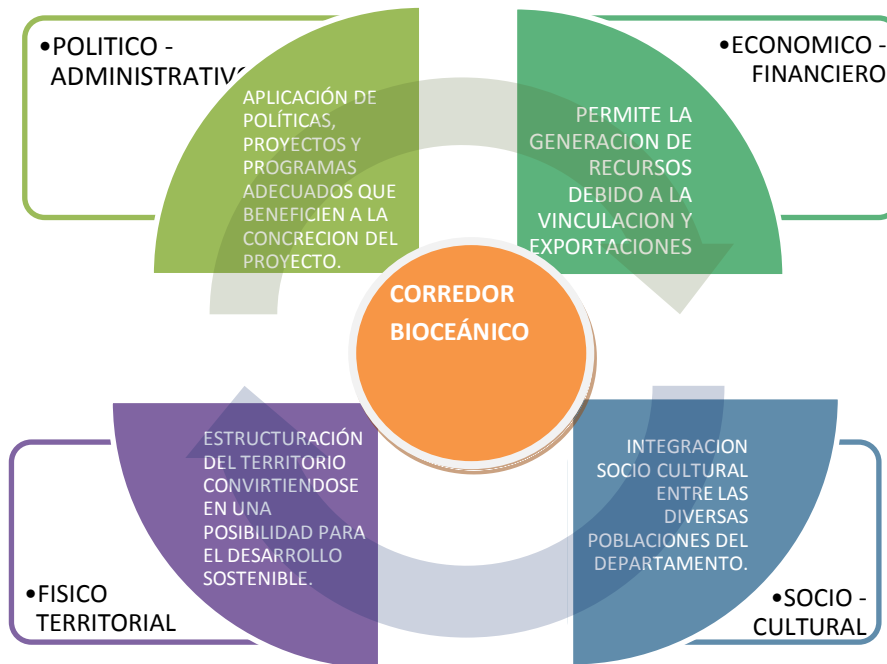 •POLITICO -
ADMINISTRATIVO
APLICACIÓN DE
POLÍTICAS,
PROYECTOS Y
PROGRAMAS
ADECUADOS QUE
BENEFICIEN A LA
CONCRECION DEL
PROYECTO.
•ECONOMICO -
FINANCIERO
PERMITE LA
GENERACION DE
RECURSOS
DEBIDO A LA
VINCULACION Y
EXPORTACIONES
CORREDOR
BIOCEÁNICO
ESTRUCTURACIÓN
DEL TERRITORIO
CONVIRTIENDOSE
EN UNA
POSIBILIDAD PARA
EL DESARROLLO
SOSTENIBLE.
•FISICO
TERRITORIAL
INTEGRACION
SOCIO CULTURAL
ENTRE LAS
DIVERSAS
POBLACIONES DEL
DEPARTAMENTO.
•SOCIO -
CULTURAL